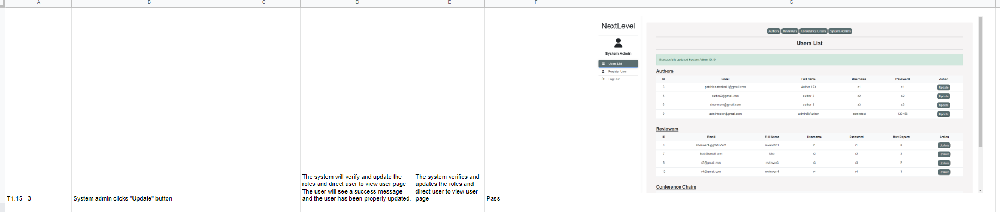 A B C D E F G
T1.15 - 3
System admin clicks "Update" button
The system will verify and update the
roles and direct user to view user page
The user will see a success message
and the user has been properly updated.
The system verifies and
updates the roles and
direct user to view user
page
Pass
NextLevel
System Admin
Users List
Register User
Log Out
Authors Reviewers Conference Chairs System Admins
Users List
Successfully updated System Admin ID: 9
Authors
ID Email Full Name Username Password Action
3 patricianatasha01@gmail.com Author 123 a1 a1 Update
5 author2@gmail.com author 2 a2 a2 Update
6 xinomnom@gmail.com author 3 a3 a3 Update
9 admintester@gmail.com adminToAuthor admintest 123456 Update
Reviewers
ID Email Full Name Username Password Max Papers Action
4 reviewer1@gmail.com reviewer 1 r1 r1 3 Update
7 bbb@gmail.com bbb r2 r2 3 Update
8 r3@gmail.com reviewer3 r3 r3 2 Update
10 r4@gmail.com reviewer 4 r4 r4 3 Update
Conference Chairs